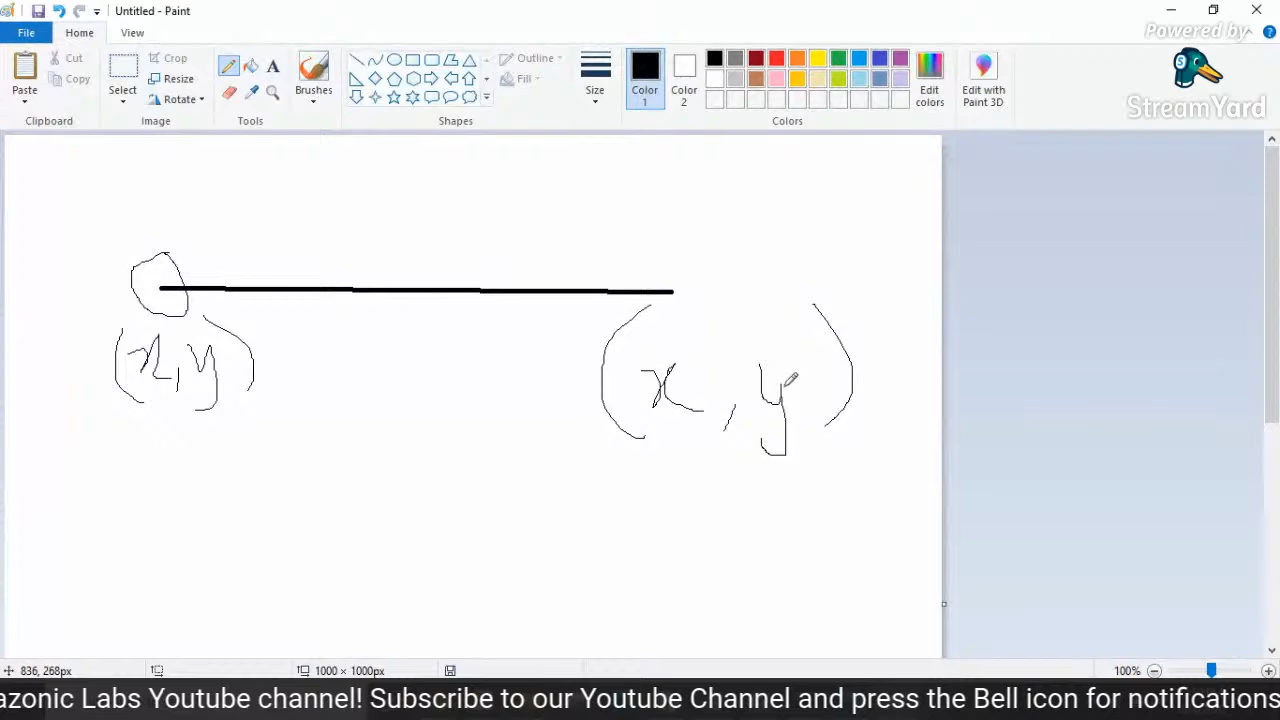 Untitled - Paint
Powered by
File Home View
StreamYard
Paste
Cut
Copy
Clipboard
Select
Crop
Resize
Rotate
Image
A
Tools
Brushes
Shapes
Outline
Fill
Size
Color 1
Color 2
Colors
Edit colors
Edit with Paint 3D
(x, y)
(x, y)
836, 268px
1000 × 1000px
100%
azonic Labs Youtube channel! Subscribe to our Youtube Channel and press the Bell icon for notifications